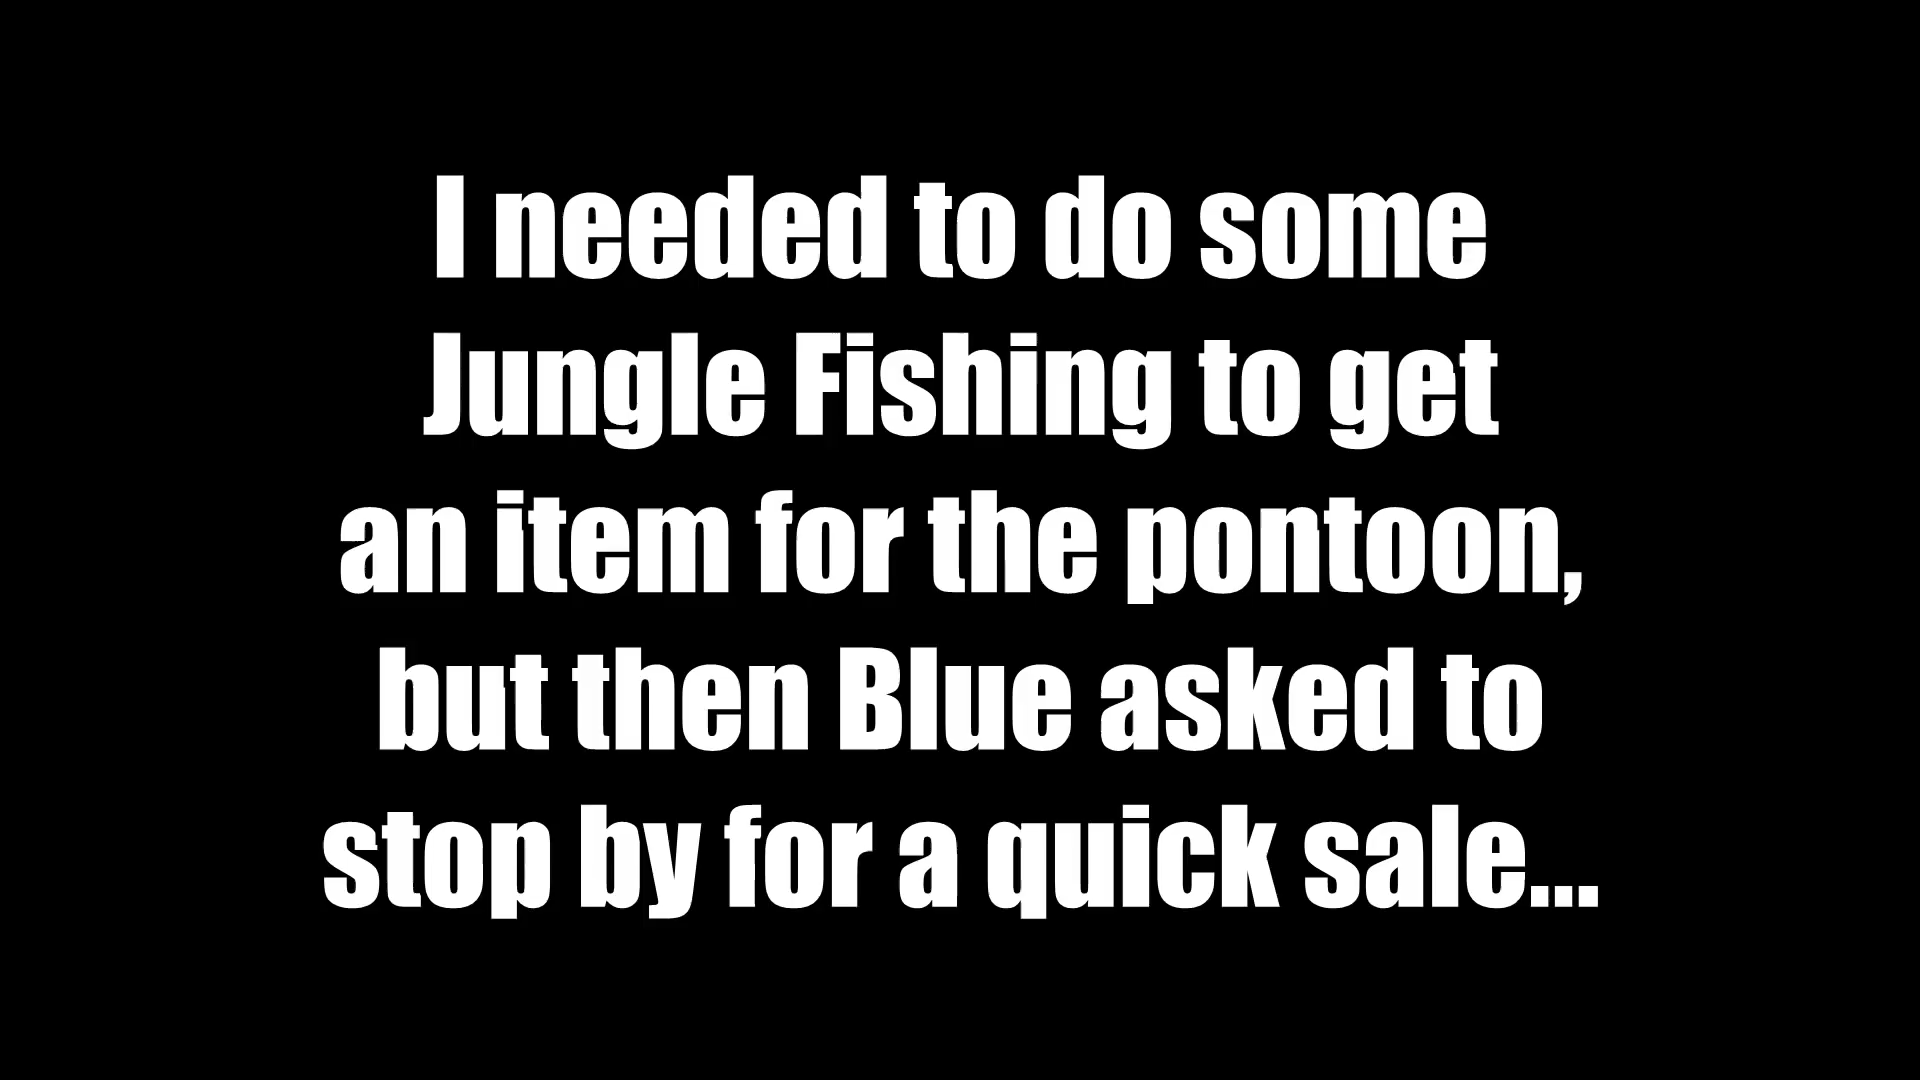 I needed to do some
Jungle Fishing to get
an item for the pontoon,
but then Blue asked to
stop by for a quick sale...